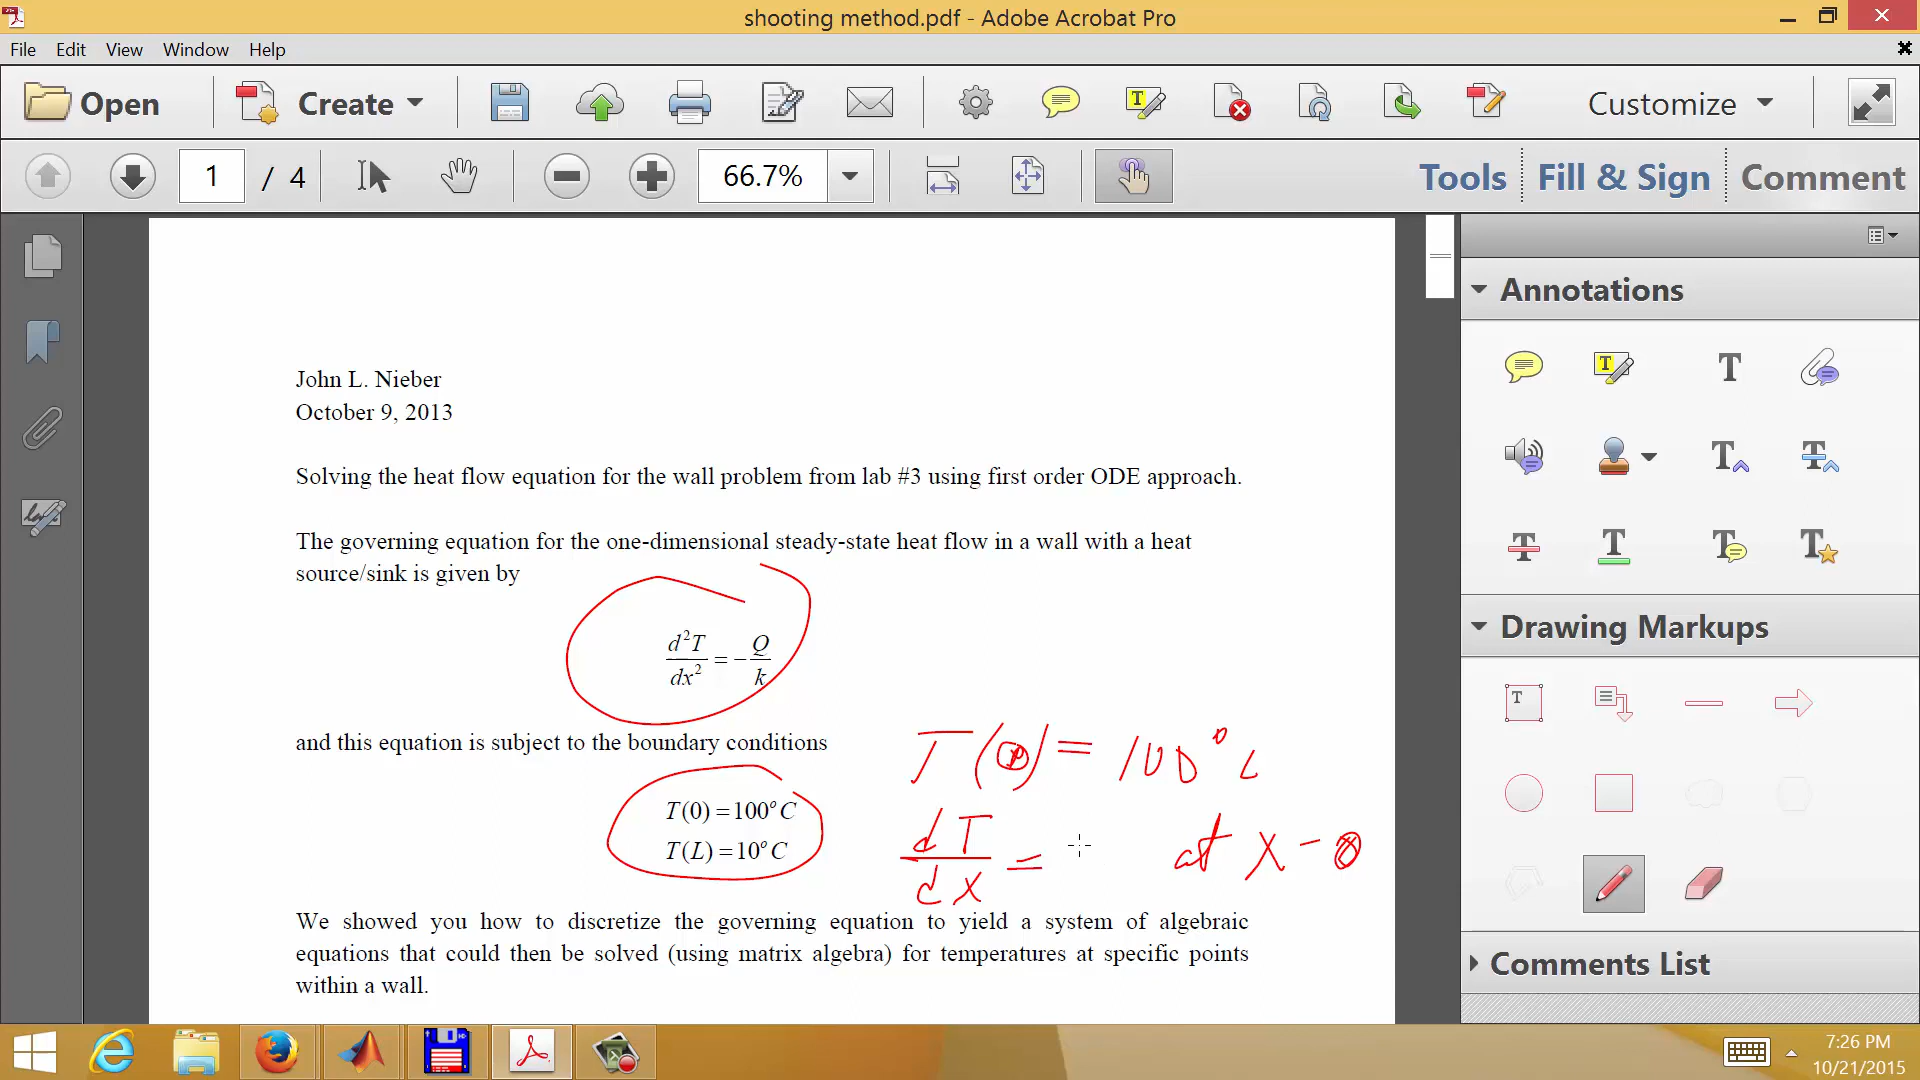 shooting method.pdf - Adobe Acrobat Pro
File Edit View Window Help
Open Create Customize
1 / 4 66.7% Tools Fill & Sign Comment
John L. Nieber
October 9, 2013
Solving the heat flow equation for the wall problem from lab #3 using first order ODE approach.
The governing equation for the one-dimensional steady-state heat flow in a wall with a heat
source/sink is given by
d²T/dx² = −Q/k
and this equation is subject to the boundary conditions
T(0) = 100°C
T(L) = 10°C
T( ) = 100°C
dT/dx = at x -
We showed you how to discretize the governing equation to yield a system of algebraic
equations that could then be solved (using matrix algebra) for temperatures at specific points
within a wall.
Annotations
Drawing Markups
Comments List
7:26 PM
10/21/2015